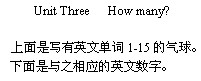 Unit Three    How many?
上面是写有英文单词 1-15 的气球。
下面是与之相应的英文数字。